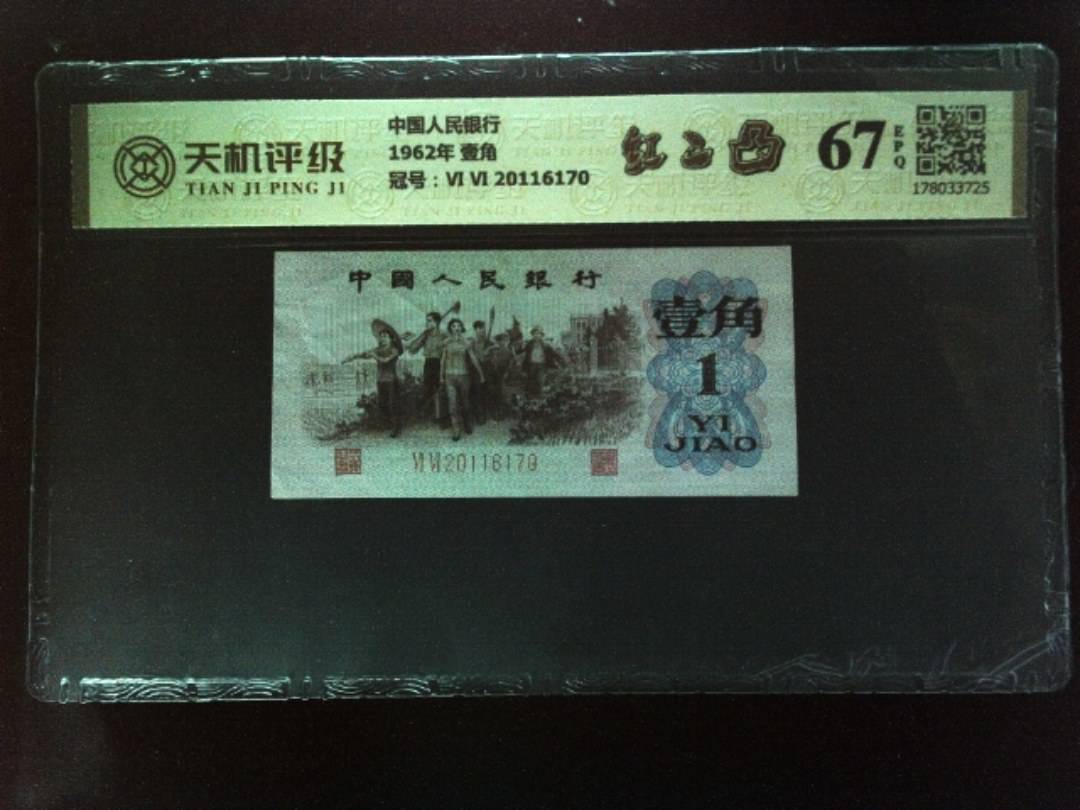 天机评级
TIAN JI PING JI
中国人民银行
1962年 壹角
冠号：VI VI 20116170
红二凸
67
EPQ
178033725
中國人民銀行
壹角
1
YI
JIAO
VI VI 20116170